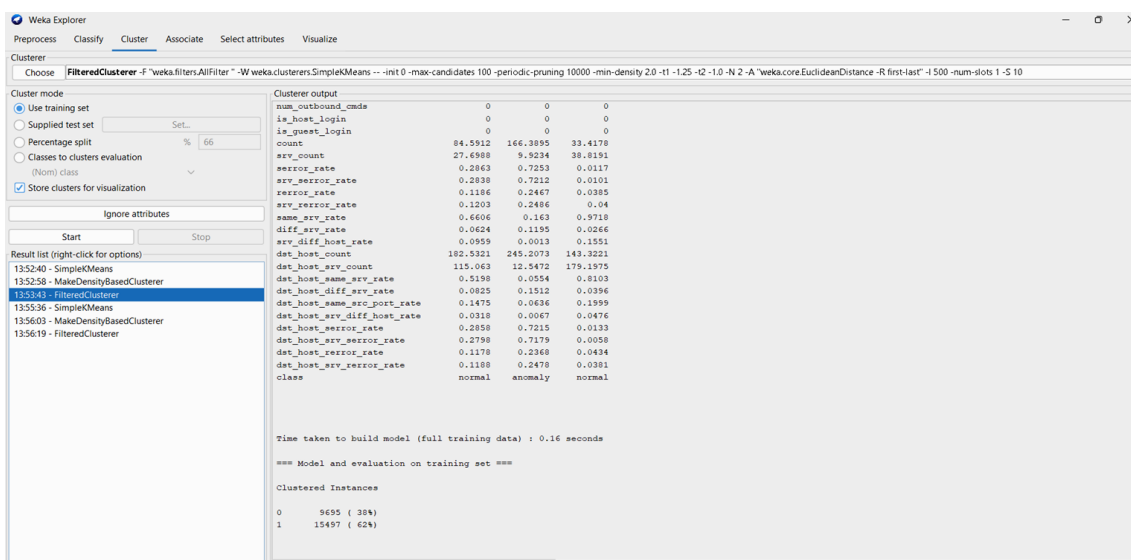 Weka Explorer
Preprocess Classify Cluster Associate Select attributes Visualize
Clusterer
Choose FilteredClusterer -F "weka.filters.AllFilter " -W weka.clusterers.SimpleKMeans -- -init 0 -max-candidates 100 -periodic-pruning 10000 -min-density 2.0 -t1 -1.25 -t2 -1.0 -N 2 -A "weka.core.EuclideanDistance -R first-last" -I 500 -num-slots 1 -S 10
Cluster mode
Use training set
Supplied test set Set...
Percentage split % 66
Classes to clusters evaluation
(Nom) class
Store clusters for visualization
Ignore attributes
Start Stop
Result list (right-click for options)
13:52:40 - SimpleKMeans
13:52:58 - MakeDensityBasedClusterer
13:53:43 - FilteredClusterer
13:55:36 - SimpleKMeans
13:56:03 - MakeDensityBasedClusterer
13:56:19 - FilteredClusterer
Clusterer output
num_outbound_cmds 0 0 0
is_host_login 0 0 0
is_guest_login 0 0 0
count 84.5912 166.3895 33.4178
srv_count 27.6988 9.9234 38.8191
serror_rate 0.2863 0.7253 0.0117
srv_serror_rate 0.2838 0.7212 0.0101
rerror_rate 0.1186 0.2467 0.0385
srv_rerror_rate 0.1203 0.2486 0.04
same_srv_rate 0.6606 0.163 0.9718
diff_srv_rate 0.0624 0.1195 0.0266
srv_diff_host_rate 0.0959 0.0013 0.1551
dst_host_count 182.5321 245.2073 143.3221
dst_host_srv_count 115.063 12.5472 179.1975
dst_host_same_srv_rate 0.5198 0.0554 0.8103
dst_host_diff_srv_rate 0.0825 0.1512 0.0396
dst_host_same_src_port_rate 0.1475 0.0636 0.1999
dst_host_srv_diff_host_rate 0.0318 0.0067 0.0476
dst_host_serror_rate 0.2858 0.7215 0.0133
dst_host_srv_serror_rate 0.2798 0.7179 0.0058
dst_host_rerror_rate 0.1178 0.2368 0.0434
dst_host_srv_rerror_rate 0.1188 0.2478 0.0381
class normal anomaly normal
Time taken to build model (full training data) : 0.16 seconds
=== Model and evaluation on training set ===
Clustered Instances
0 9695 ( 38%)
1 15497 ( 62%)